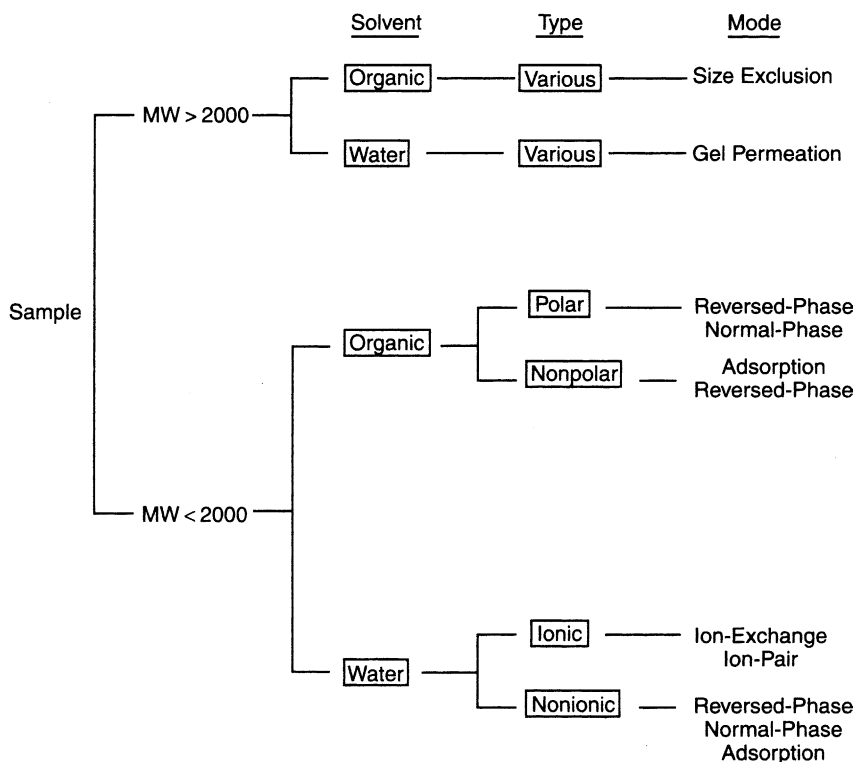 Solvent Type Mode
Organic Various Size Exclusion
MW > 2000
Water Various Gel Permeation
Polar Reversed-Phase
Normal-Phase
Sample
Organic
Nonpolar Adsorption
Reversed-Phase
MW < 2000
Ionic Ion-Exchange
Ion-Pair
Water
Nonionic Reversed-Phase
Normal-Phase
Adsorption